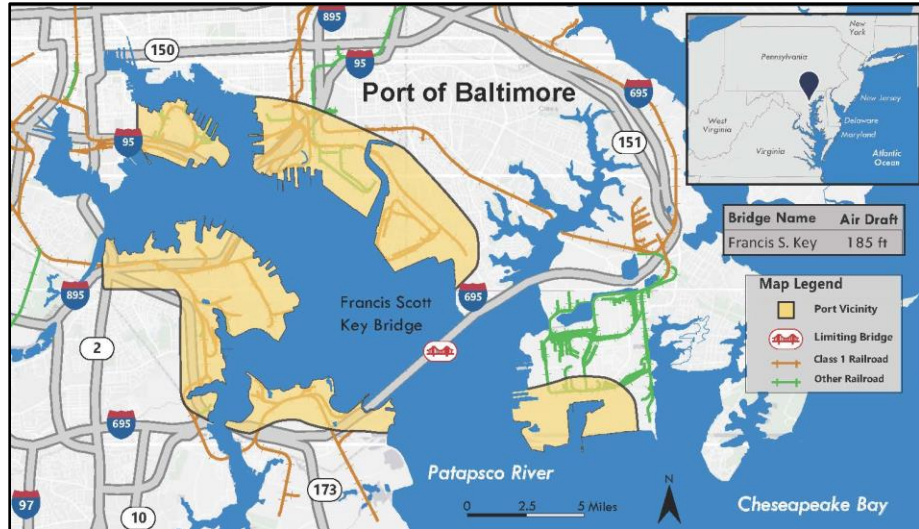 895
150
95
Port of Baltimore
695
151
95
New
York
Pennsylvania
New Jersey
West
Virginia
Delaware
Maryland
Virginia
Atlantic
Ocean
Bridge Name Air Draft
Francis S. Key 185 ft
Map Legend
Port Vicinity
Limiting Bridge
Class 1 Railroad
Other Railroad
895
Francis Scott
Key Bridge
695
2
695
173
97
10
Patapsco River
N
0 2.5 5 Miles
Cheseapeake Bay